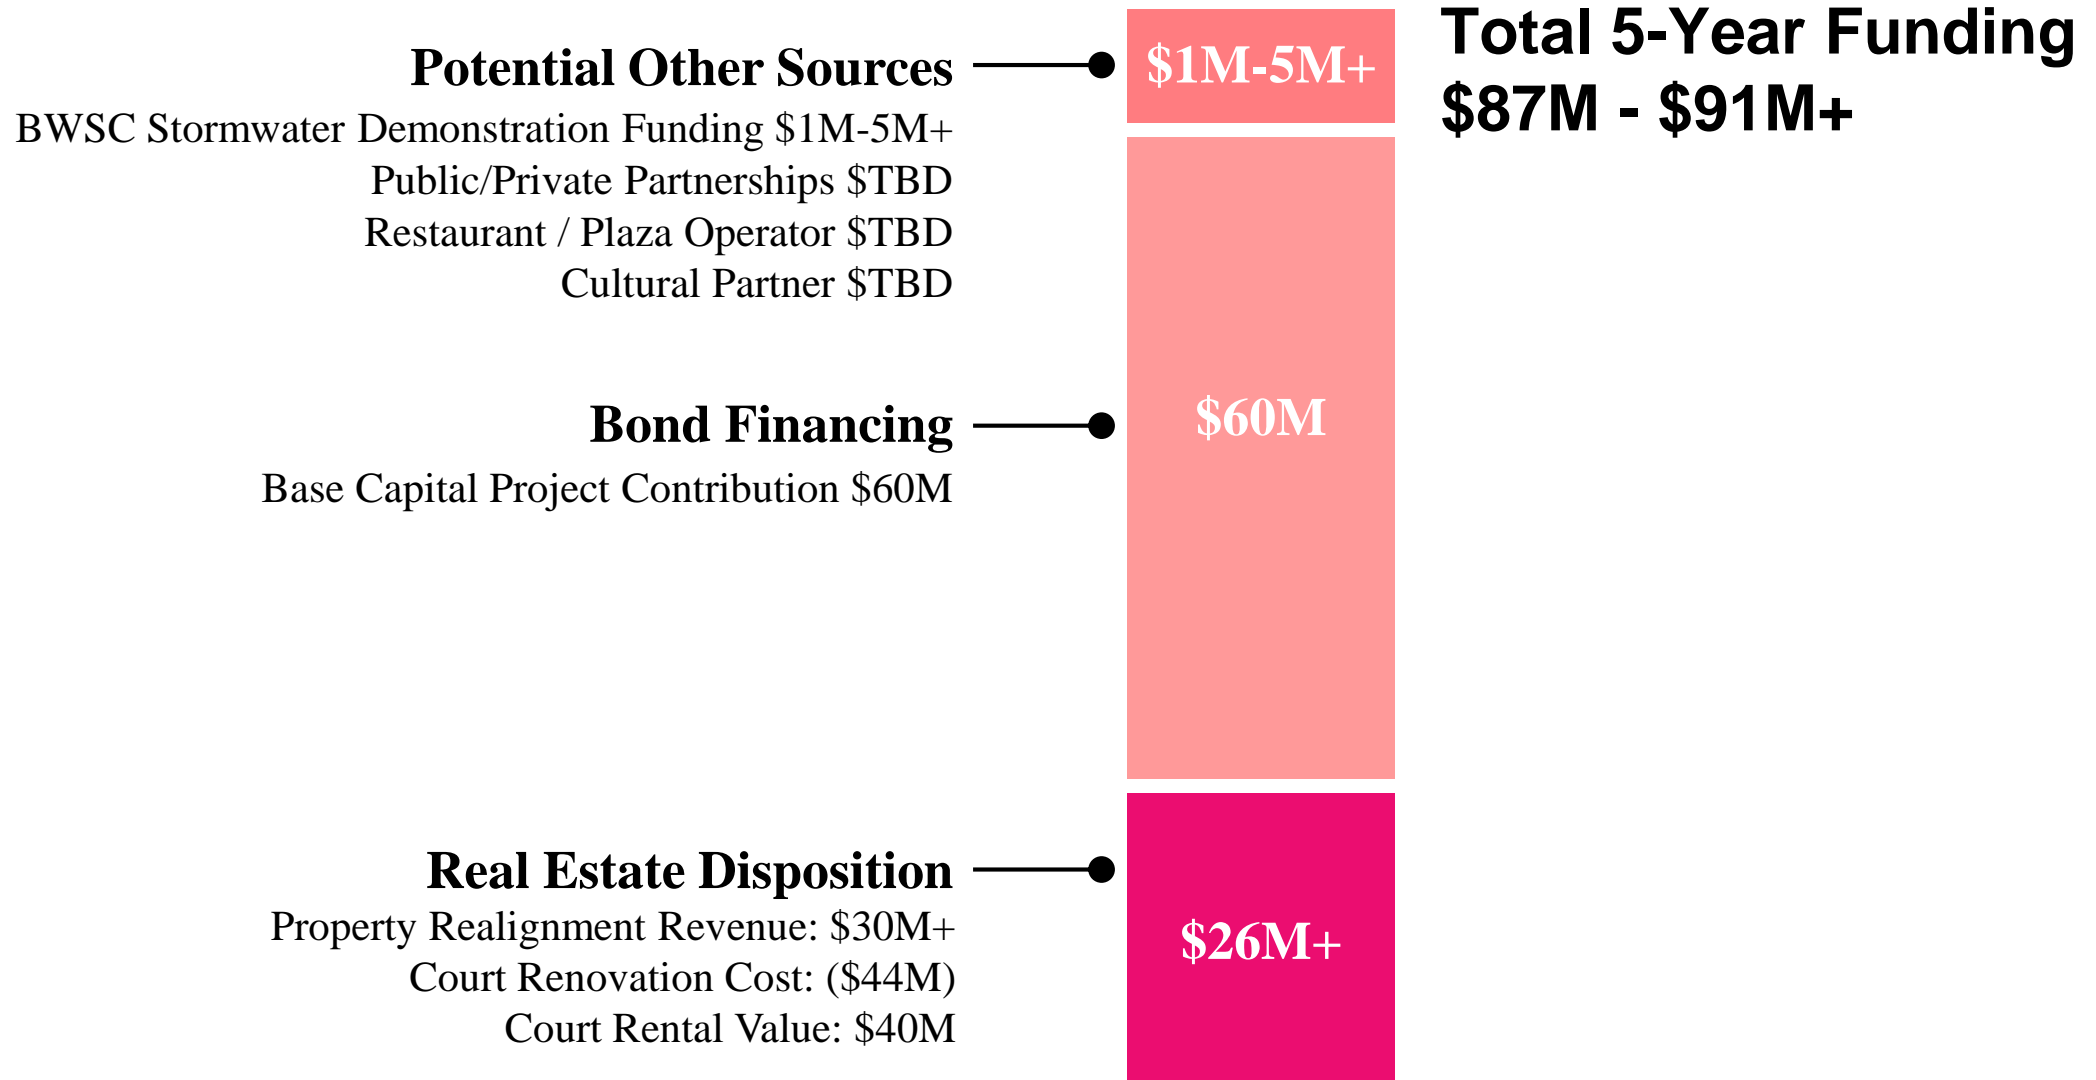 Total 5-Year Funding
$87M - $91M+
Potential Other Sources
$1M-5M+
BWSC Stormwater Demonstration Funding $1M-5M+
Public/Private Partnerships $TBD
Restaurant / Plaza Operator $TBD
Cultural Partner $TBD
Bond Financing
$60M
Base Capital Project Contribution $60M
Real Estate Disposition
$26M+
Property Realignment Revenue: $30M+
Court Renovation Cost: ($44M)
Court Rental Value: $40M